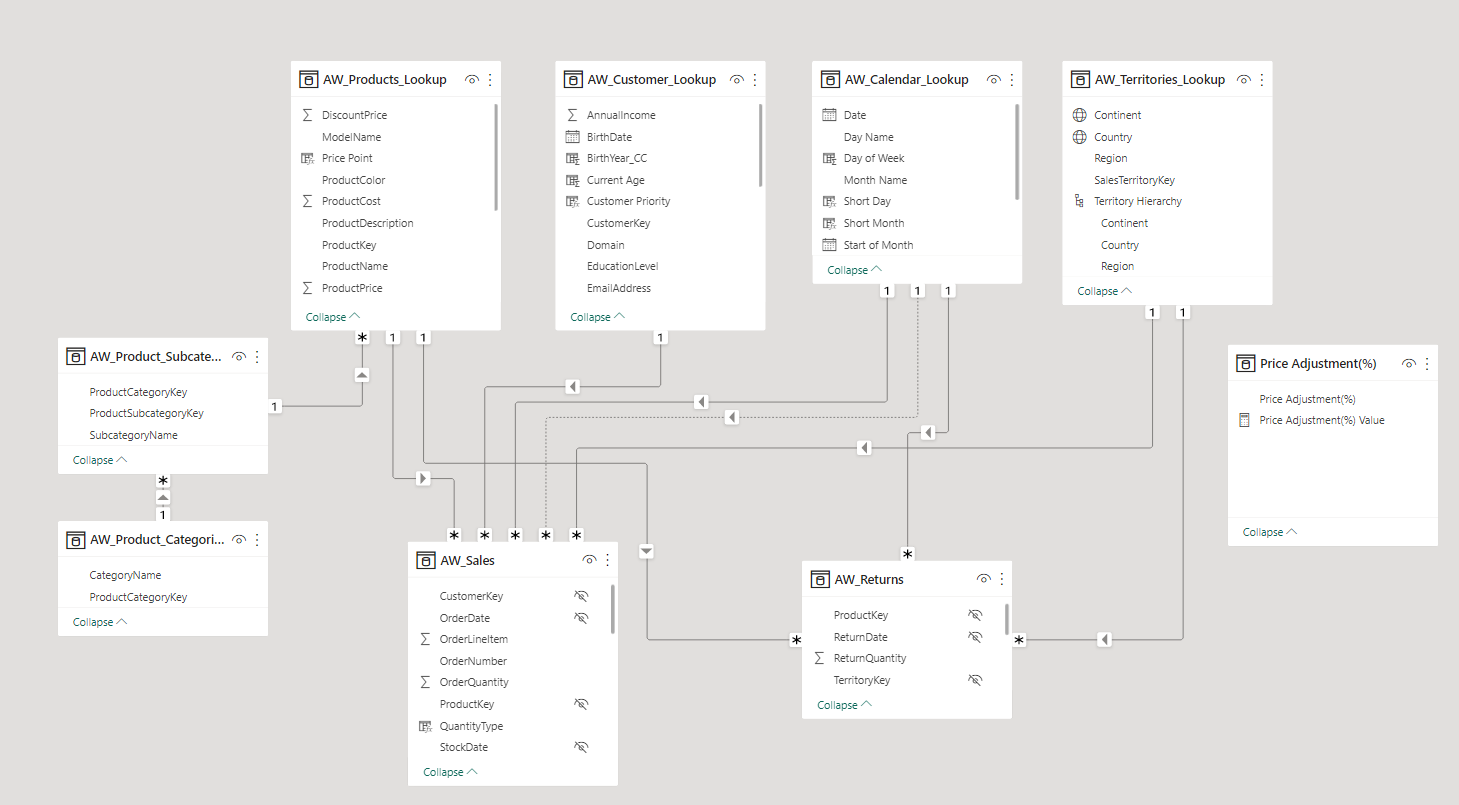 AW_Products_Lookup
DiscountPrice
ModelName
Price Point
ProductColor
ProductCost
ProductDescription
ProductKey
ProductName
ProductPrice
Collapse
AW_Customer_Lookup
AnnualIncome
BirthDate
BirthYear_CC
Current Age
Customer Priority
CustomerKey
Domain
EducationLevel
EmailAddress
Collapse
AW_Calendar_Lookup
Date
Day Name
Day of Week
Month Name
Short Day
Short Month
Start of Month
Collapse
AW_Territories_Lookup
Continent
Country
Region
SalesTerritoryKey
Territory Hierarchy
Continent
Country
Region
Collapse
1 1 1
1 1
* 1 1
1
AW_Product_Subcate...
ProductCategoryKey
ProductSubcategoryKey
SubcategoryName
Collapse
1
*
1
AW_Product_Categori...
CategoryName
ProductCategoryKey
Collapse
Price Adjustment(%)
Price Adjustment(%)
Price Adjustment(%) Value
Collapse
* * * * *
AW_Sales
CustomerKey
OrderDate
OrderLineItem
OrderNumber
OrderQuantity
ProductKey
QuantityType
StockDate
Collapse
*
AW_Returns
ProductKey
ReturnDate
ReturnQuantity
TerritoryKey
Collapse
* *